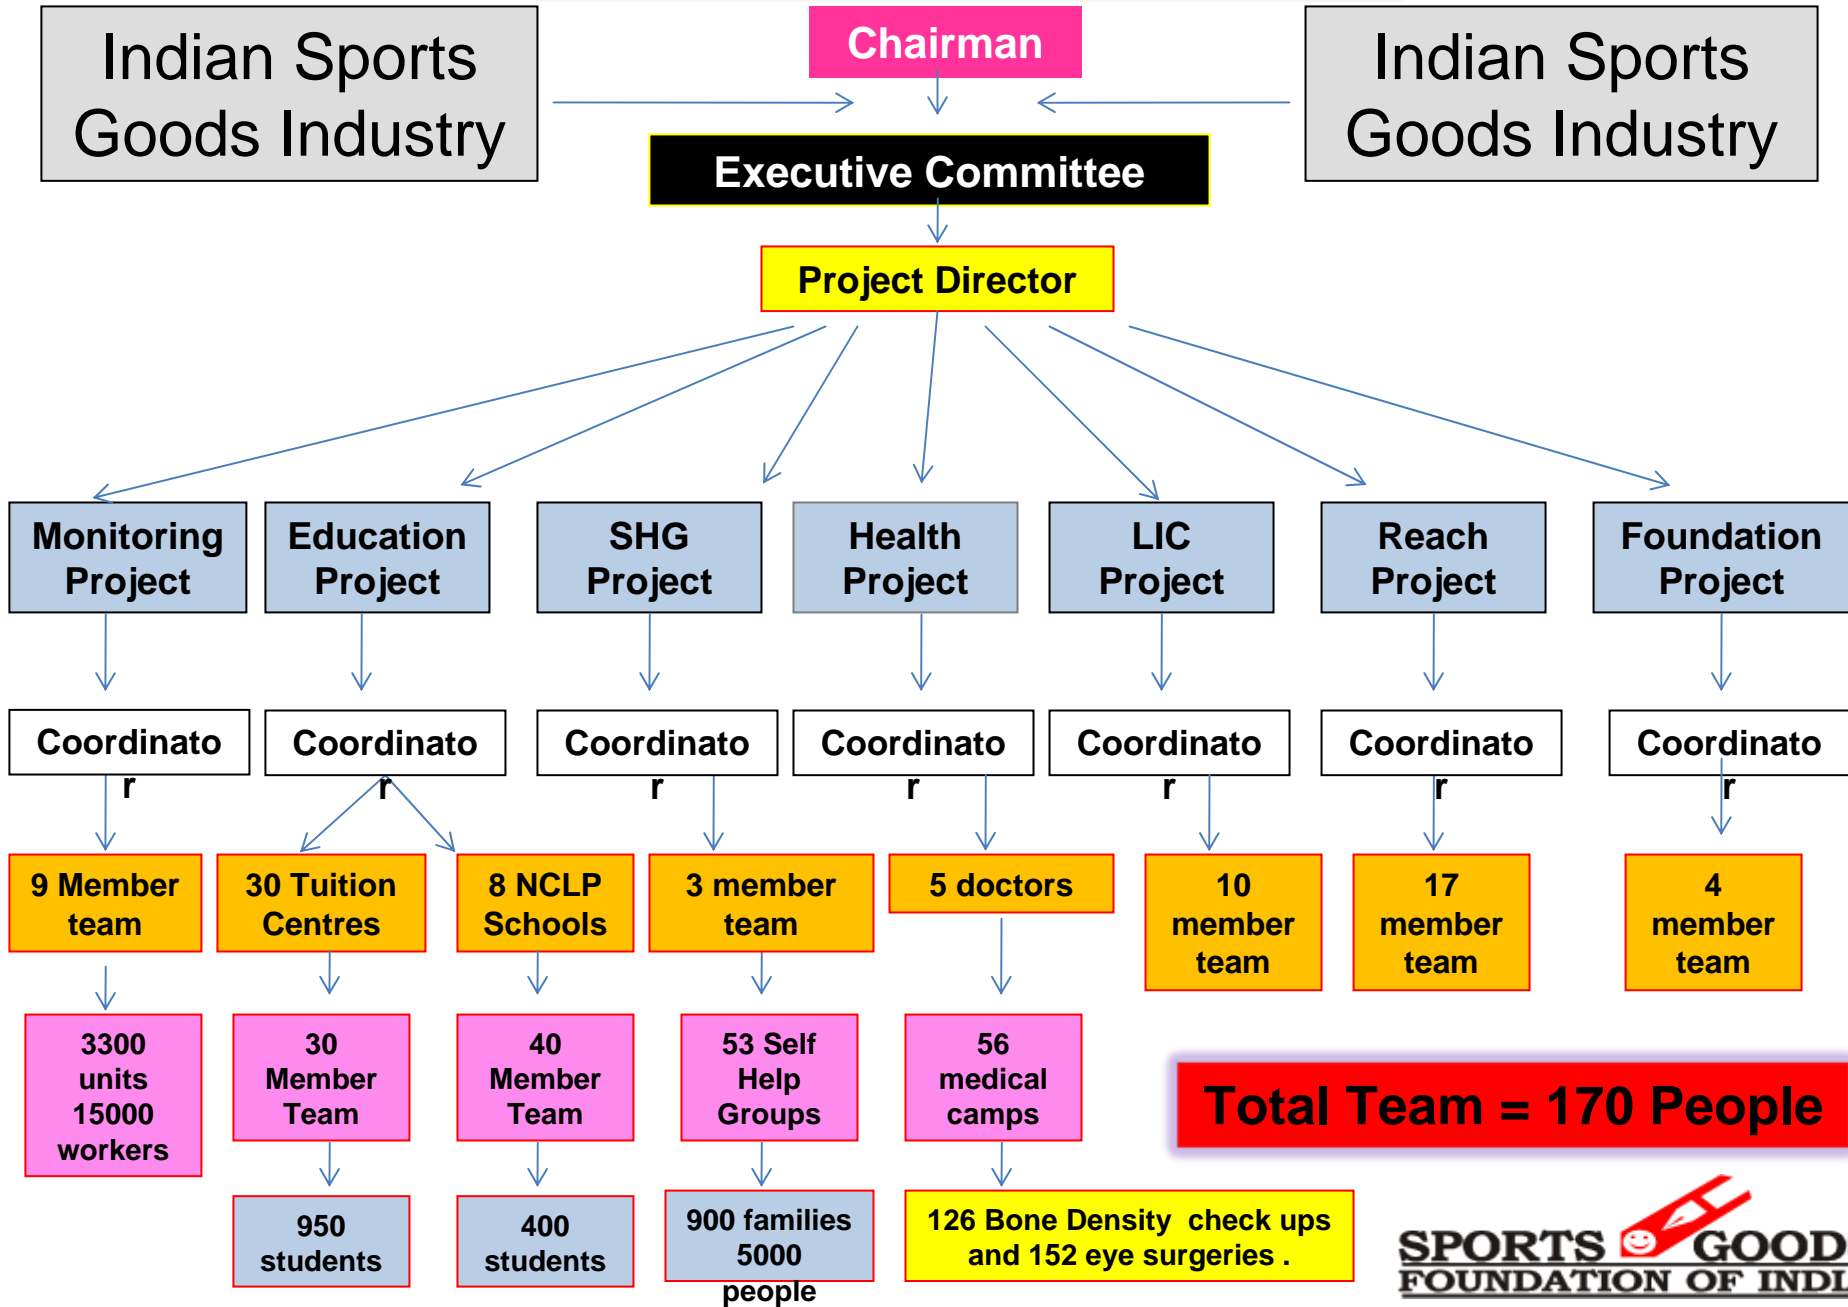 Indian Sports
Goods Industry
Chairman
Indian Sports
Goods Industry
Executive Committee
Project Director
Monitoring
Project
Education
Project
SHG
Project
Health
Project
LIC
Project
Reach
Project
Foundation
Project
Coordinato
r
Coordinato
r
Coordinato
r
Coordinato
r
Coordinato
r
Coordinato
r
Coordinato
r
9 Member
team
30 Tuition
Centres
8 NCLP
Schools
3 member
team
5 doctors
10
member
team
17
member
team
4
member
team
3300
units
15000
workers
30
Member
Team
40
Member
Team
53 Self
Help
Groups
56
medical
camps
Total Team = 170 People
950
students
400
students
900 families
5000
people
126 Bone Density check ups
and 152 eye surgeries .
SPORTS GOOD
FOUNDATION OF INDI